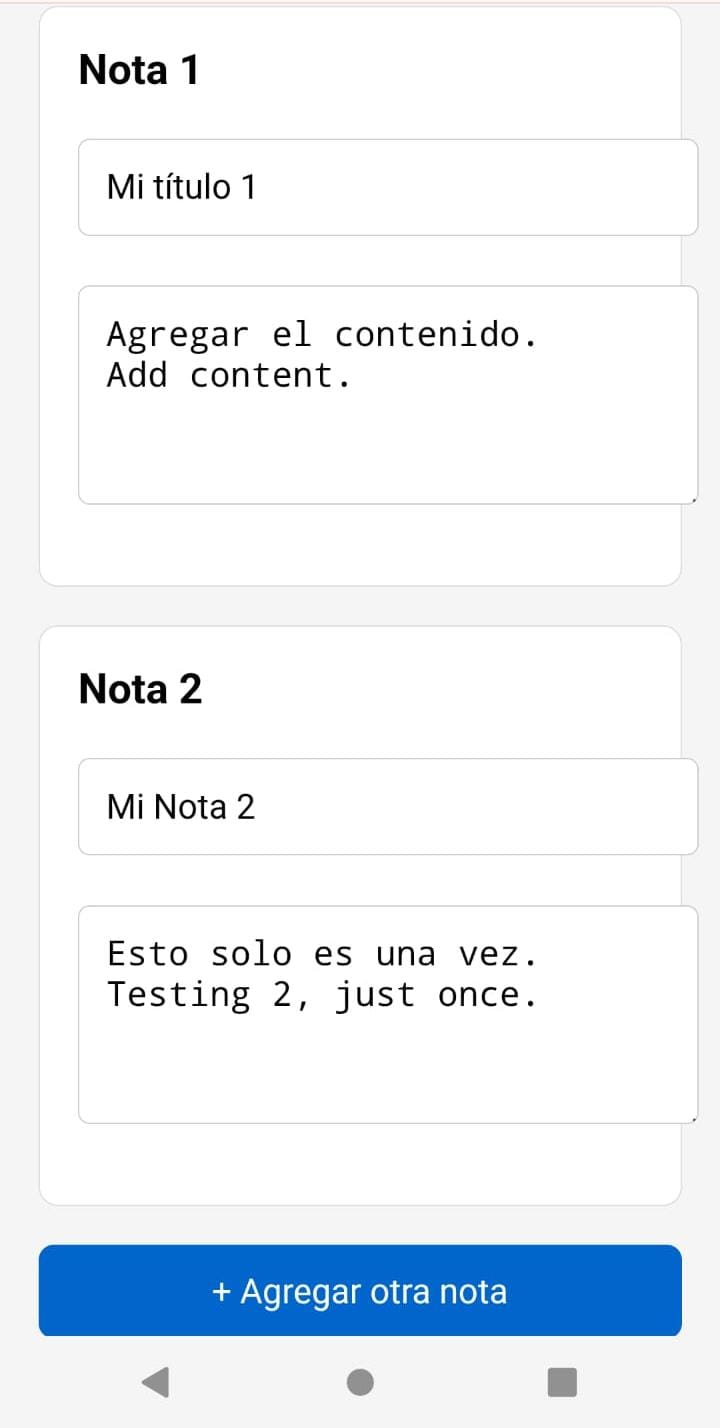 Nota 1
Mi título 1
Agregar el contenido.
Add content.
Nota 2
Mi Nota 2
Esto solo es una vez.
Testing 2, just once.
+ Agregar otra nota